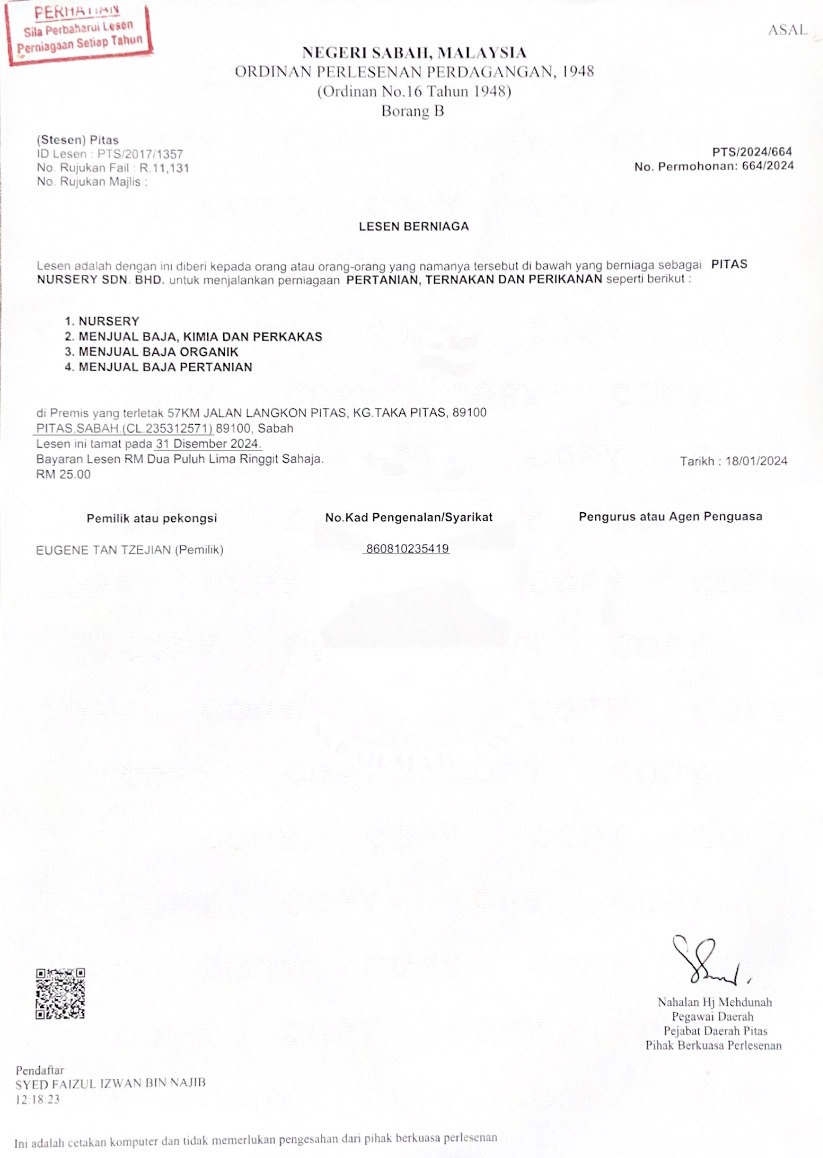 PERHATIAN
Sila Perbaharui Lesen
Perniagaan Setiap Tahun
ASAL
NEGERI SABAH, MALAYSIA
ORDINAN PERLESENAN PERDAGANGAN, 1948
(Ordinan No.16 Tahun 1948)
Borang B
(Stesen) Pitas
ID Lesen : PTS/2017/1357
No. Rujukan Fail : R.11,131
No. Rujukan Majlis :
PTS/2024/664
No. Permohonan: 664/2024
LESEN BERNIAGA
Lesen adalah dengan ini diberi kepada orang atau orang-orang yang namanya tersebut di bawah yang berniaga sebagai PITAS
NURSERY SDN. BHD. untuk menjalankan perniagaan PERTANIAN, TERNAKAN DAN PERIKANAN seperti berikut :
1. NURSERY
2. MENJUAL BAJA, KIMIA DAN PERKAKAS
3. MENJUAL BAJA ORGANIK
4. MENJUAL BAJA PERTANIAN
di Premis yang terletak 57KM JALAN LANGKON PITAS, KG.TAKA PITAS, 89100
PITAS,SABAH.(CL.235312571) 89100, Sabah
Lesen ini tamat pada 31 Disember 2024.
Bayaran Lesen RM Dua Puluh Lima Ringgit Sahaja.
RM 25.00
Tarikh : 18/01/2024
Pemilik atau pekongsi No.Kad Pengenalan/Syarikat Pengurus atau Agen Penguasa
EUGENE TAN TZEJIAN (Pemilik) 860810235419
Nahalan Hj Mehdunah
Pegawai Daerah
Pejabat Daerah Pitas
Pihak Berkuasa Perlesenan
Pendaftar
SYED FAIZUL IZWAN BIN NAJIB
12:18:23
Ini adalah cetakan komputer dan tidak memerlukan pengesahan dari pihak berkuasa perlesenan